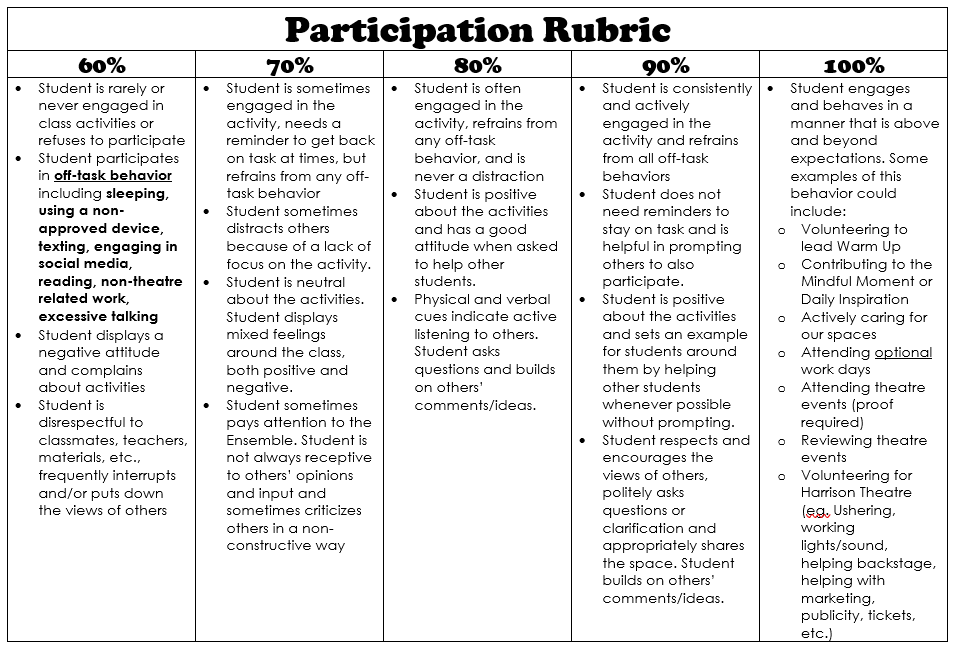 Participation Rubric
60%
70%
80%
90%
100%
• Student is rarely or
never engaged in
class activities or
refuses to participate
• Student participates
in off-task behavior
including sleeping,
using a non-
approved device,
texting, engaging in
social media,
reading, non-theatre
related work,
excessive talking
• Student displays a
negative attitude
and complains
about activities
• Student is
disrespectful to
classmates, teachers,
materials, etc.,
frequently interrupts
and/or puts down
the views of others
• Student is sometimes
engaged in the
activity, needs a
reminder to get back
on task at times, but
refrains from any off-
task behavior
• Student sometimes
distracts others
because of a lack of
focus on the activity.
• Student is neutral
about the activities.
Student displays
mixed feelings
around the class,
both positive and
negative.
• Student sometimes
pays attention to the
Ensemble. Student is
not always receptive
to others’ opinions
and input and
sometimes criticizes
others in a non-
constructive way
• Student is often
engaged in the
activity, refrains from
any off-task
behavior, and is
never a distraction
• Student is positive
about the activities
and has a good
attitude when asked
to help other
students.
• Physical and verbal
cues indicate active
listening to others.
Student asks
questions and builds
on others’
comments/ideas.
• Student is consistently
and actively
engaged in the
activity and refrains
from all off-task
behaviors
• Student does not
need reminders to
stay on task and is
helpful in prompting
others to also
participate.
• Student is positive
about the activities
and sets an example
for students around
them by helping
other students
whenever possible
without prompting.
• Student respects and
encourages the
views of others,
politely asks
questions or
clarification and
appropriately shares
the space. Student
builds on others’
comments/ideas.
• Student engages
and behaves in a
manner that is above
and beyond
expectations. Some
examples of this
behavior could
include:
o Volunteering to
lead Warm Up
o Contributing to the
Mindful Moment or
Daily Inspiration
o Actively caring for
our spaces
o Attending optional
work days
o Attending theatre
events (proof
required)
o Reviewing theatre
events
o Volunteering for
Harrison Theatre
(eg. Ushering,
working
lights/sound,
helping backstage,
helping with
marketing,
publicity, tickets,
etc.)